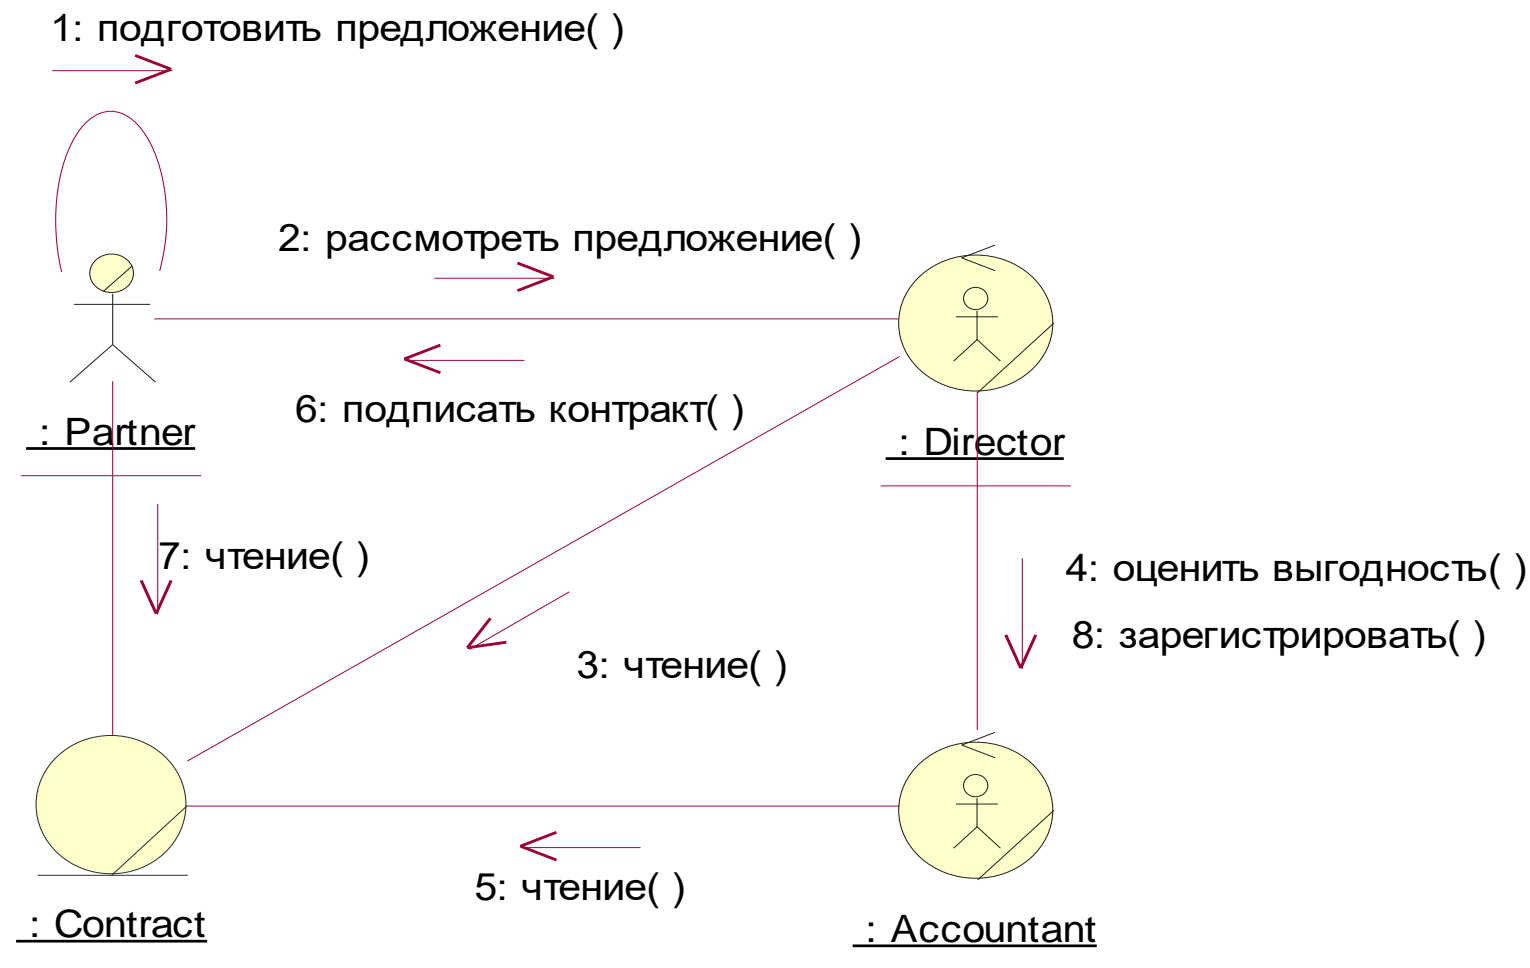 1: подготовить предложение( )
2: рассмотреть предложение( )
6: подписать контракт( )
: Partner
: Director
7: чтение( )
4: оценить выгодность( )
8: зарегистрировать( )
3: чтение( )
5: чтение( )
: Contract
: Accountant